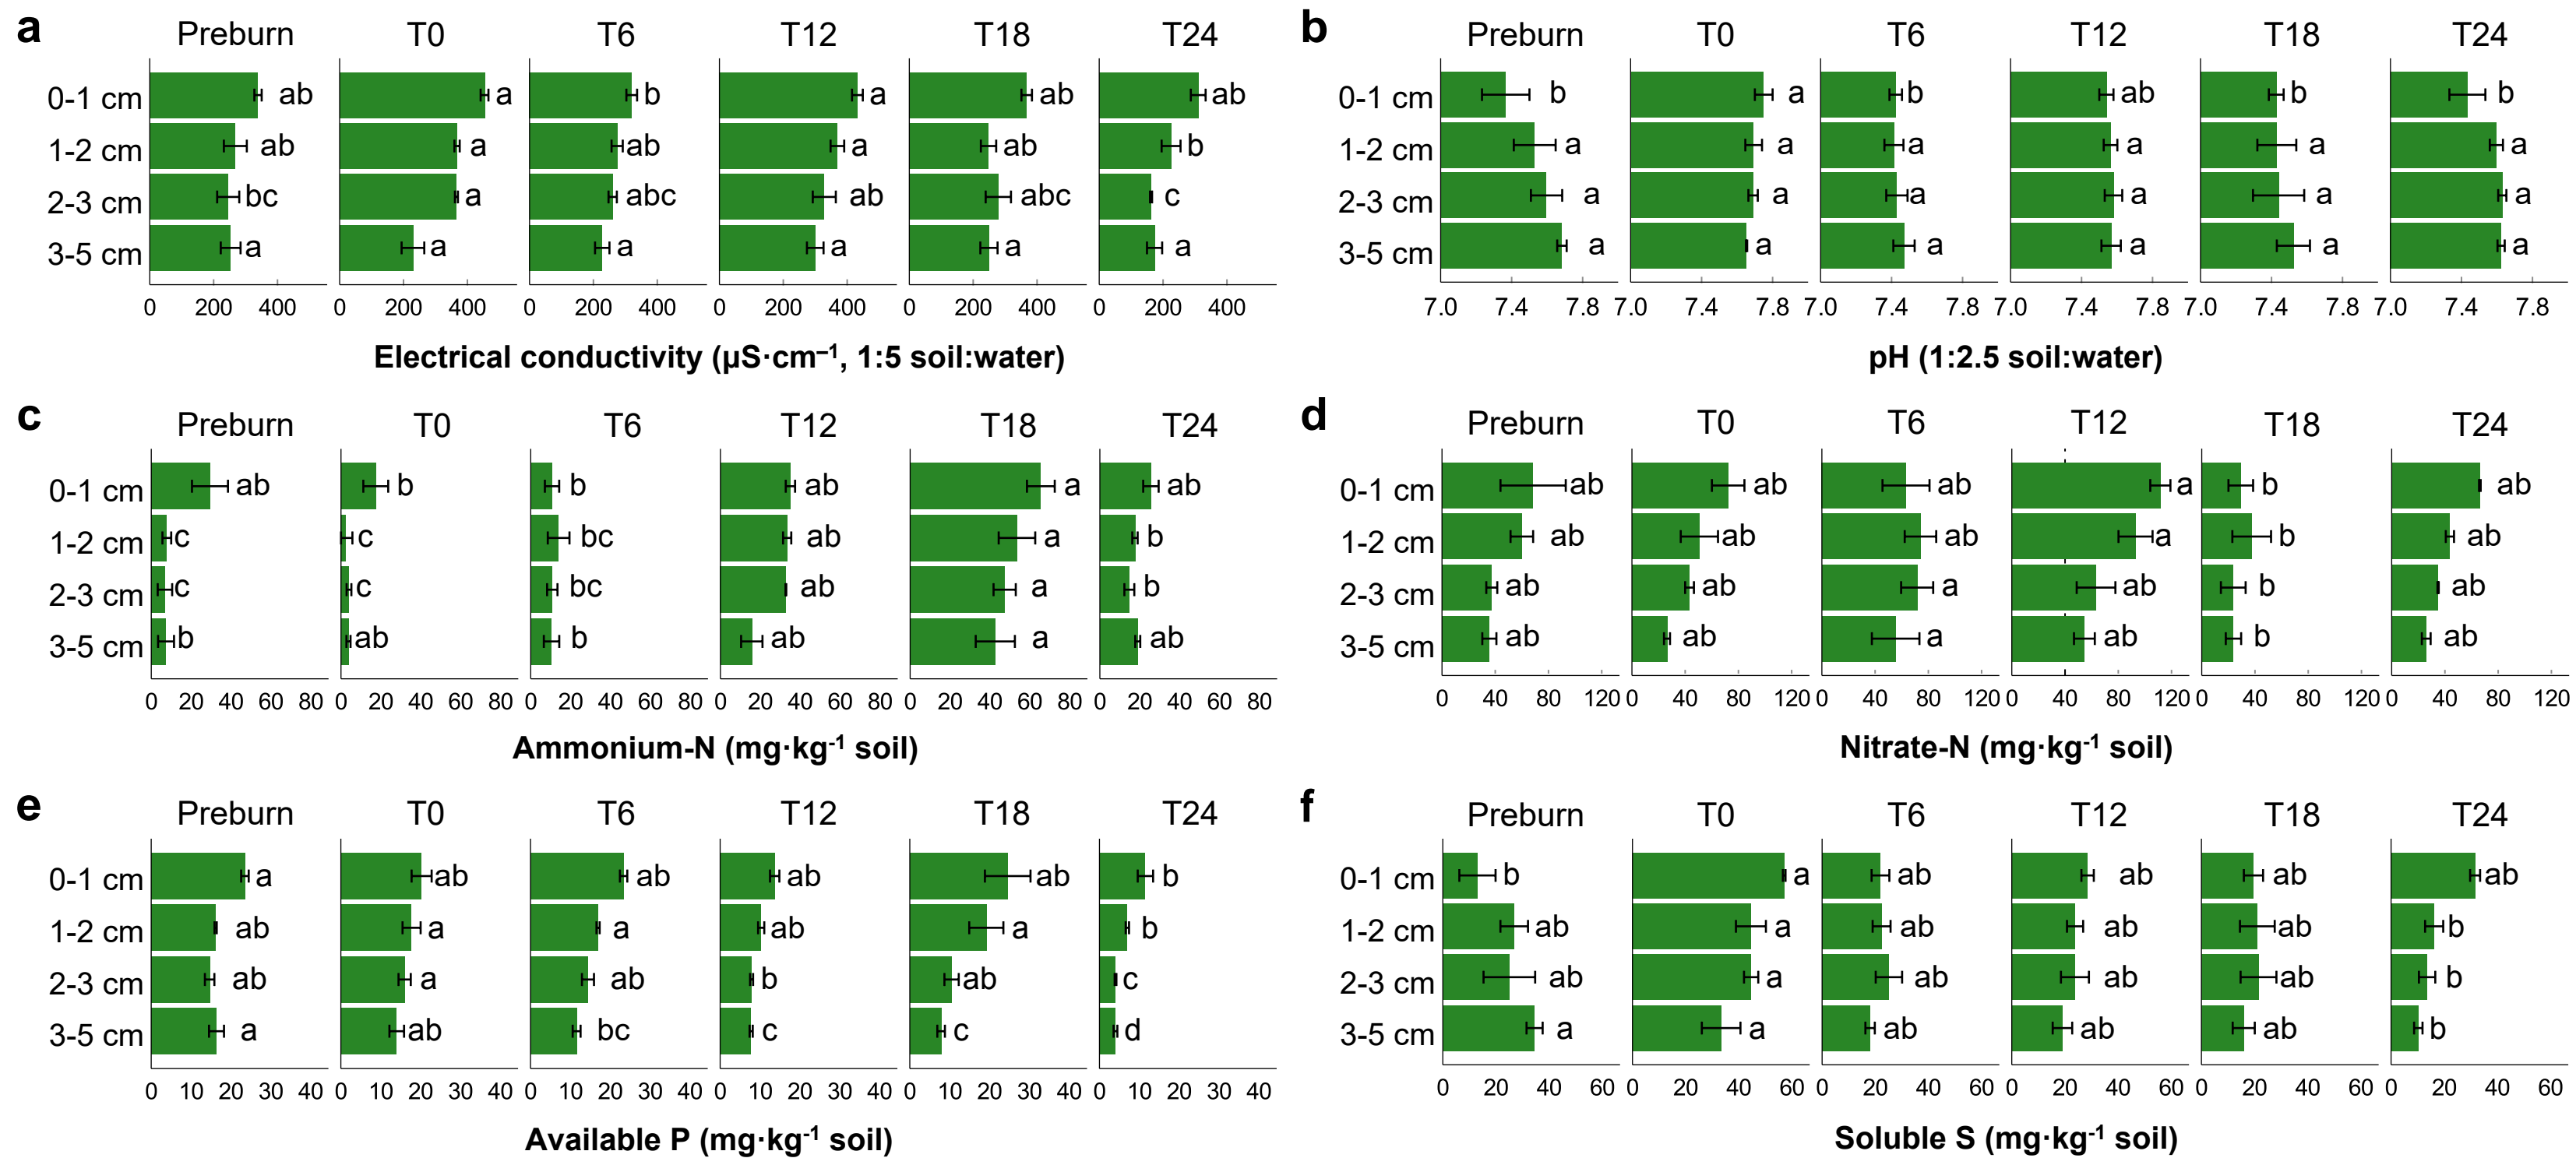 a Preburn T0 T6 T12 T18 T24 b Preburn T0 T6 T12 T18 T24
0-1 cm ab a b a ab ab 0-1 cm b a b ab b b
1-2 cm ab a ab a ab b 1-2 cm a a a a a a
2-3 cm bc a abc ab abc c 2-3 cm a a a a a a
3-5 cm a a a a a a 3-5 cm a a a a a a
0 200 400 0 200 400 0 200 400 0 200 400 0 200 400 0 200 400 7.0 7.4 7.8 7.0 7.4 7.8 7.0 7.4 7.8 7.0 7.4 7.8 7.0 7.4 7.8 7.0 7.4 7.8
Electrical conductivity (µS·cm⁻¹, 1:5 soil:water) pH (1:2.5 soil:water)
c Preburn T0 T6 T12 T18 T24 d Preburn T0 T6 T12 T18 T24
0-1 cm ab b b ab a ab 0-1 cm ab ab ab a b ab
1-2 cm c c bc ab a b 1-2 cm ab ab ab a b ab
2-3 cm c c bc ab a b 2-3 cm ab ab a ab b ab
3-5 cm b ab b ab a ab 3-5 cm ab ab a ab b ab
0 20 40 60 80 0 20 40 60 80 0 20 40 60 80 0 20 40 60 80 0 20 40 60 80 0 20 40 60 80 0 40 80 120 0 40 80 120 0 40 80 120 0 40 80 120 0 40 80 120 0 40 80 120
Ammonium-N (mg·kg⁻¹ soil) Nitrate-N (mg·kg⁻¹ soil)
e Preburn T0 T6 T12 T18 T24 f Preburn T0 T6 T12 T18 T24
0-1 cm a ab ab ab ab b 0-1 cm b a ab ab ab ab
1-2 cm ab a a ab a b 1-2 cm ab a ab ab ab b
2-3 cm ab a ab b ab c 2-3 cm ab a ab ab ab b
3-5 cm a ab bc c c d 3-5 cm a a ab ab ab b
0 10 20 30 40 0 10 20 30 40 0 10 20 30 40 0 10 20 30 40 0 10 20 30 40 0 10 20 30 40 0 20 40 60 0 20 40 60 0 20 40 60 0 20 40 60 0 20 40 60 0 20 40 60
Available P (mg·kg⁻¹ soil) Soluble S (mg·kg⁻¹ soil)